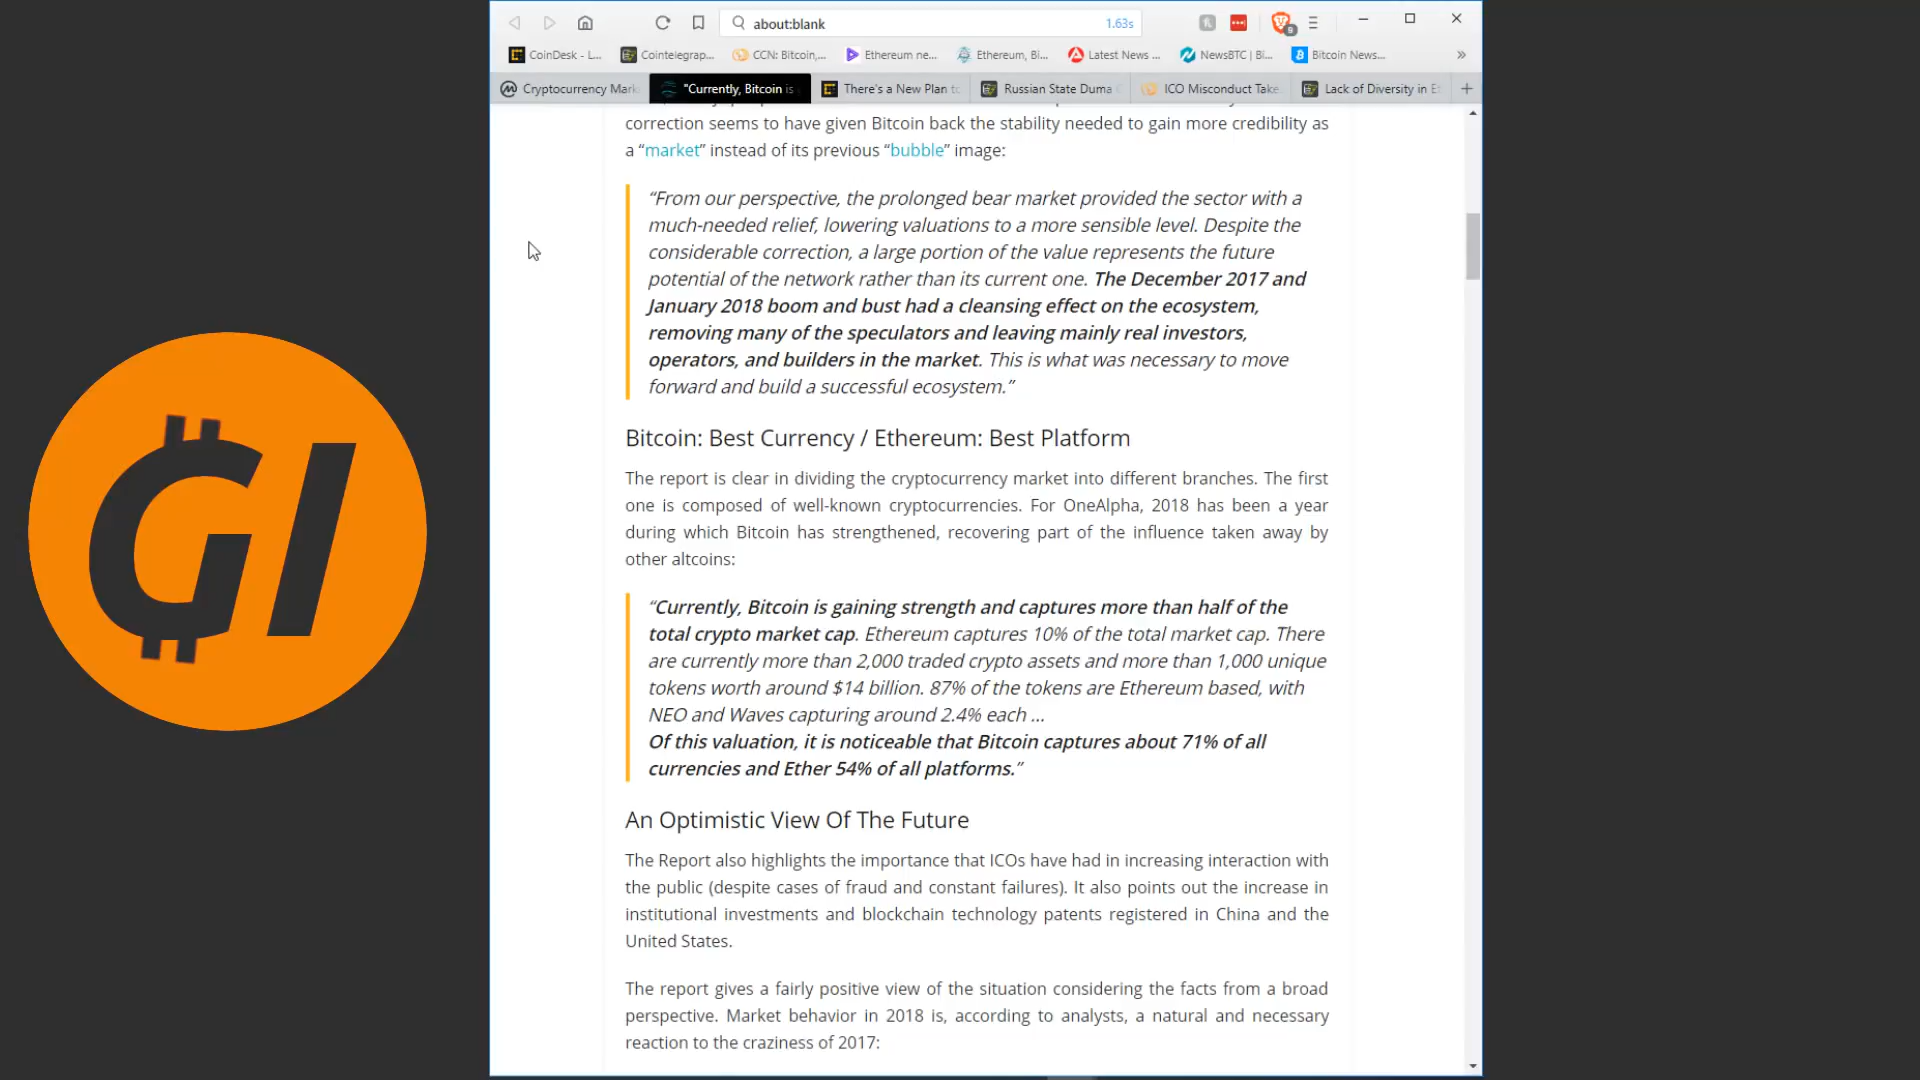 about:blank
1.63s
9
CoinDesk - L...
Cointelegrap...
CCN: Bitcoin,...
Ethereum ne...
Ethereum, Bi...
Latest News ...
NewsBTC | Bi...
Bitcoin News...
Cryptocurrency Mark
"Currently, Bitcoin is
There's a New Plan to
Russian State Duma
ICO Misconduct Take
Lack of Diversity in E
correction seems to have given Bitcoin back the stability needed to gain more credibility as
a “market” instead of its previous “bubble” image:
“From our perspective, the prolonged bear market provided the sector with a
much-needed relief, lowering valuations to a more sensible level. Despite the
considerable correction, a large portion of the value represents the future
potential of the network rather than its current one. The December 2017 and
January 2018 boom and bust had a cleansing effect on the ecosystem,
removing many of the speculators and leaving mainly real investors,
operators, and builders in the market. This is what was necessary to move
forward and build a successful ecosystem.”
GI
Bitcoin: Best Currency / Ethereum: Best Platform
The report is clear in dividing the cryptocurrency market into different branches. The first
one is composed of well-known cryptocurrencies. For OneAlpha, 2018 has been a year
during which Bitcoin has strengthened, recovering part of the influence taken away by
other altcoins:
“Currently, Bitcoin is gaining strength and captures more than half of the
total crypto market cap. Ethereum captures 10% of the total market cap. There
are currently more than 2,000 traded crypto assets and more than 1,000 unique
tokens worth around $14 billion. 87% of the tokens are Ethereum based, with
NEO and Waves capturing around 2.4% each ...
Of this valuation, it is noticeable that Bitcoin captures about 71% of all
currencies and Ether 54% of all platforms.”
An Optimistic View Of The Future
The Report also highlights the importance that ICOs have had in increasing interaction with
the public (despite cases of fraud and constant failures). It also points out the increase in
institutional investments and blockchain technology patents registered in China and the
United States.
The report gives a fairly positive view of the situation considering the facts from a broad
perspective. Market behavior in 2018 is, according to analysts, a natural and necessary
reaction to the craziness of 2017: